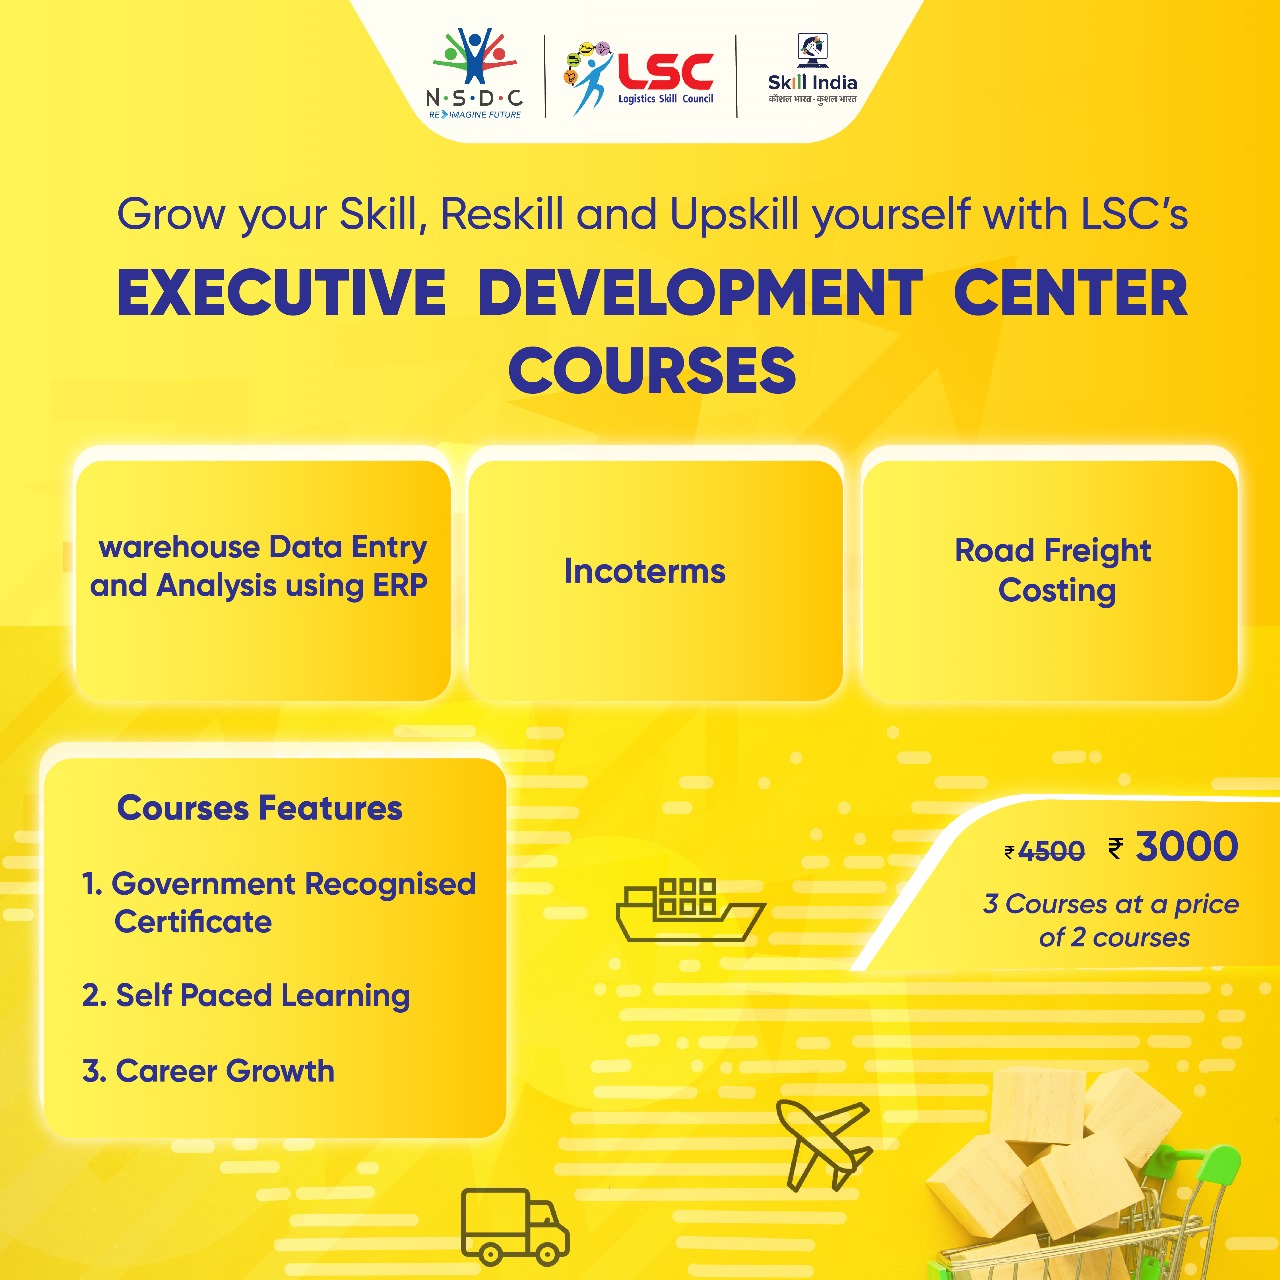 N·S·D·C
RE IMAGINE FUTURE
LSC
Logistics Skill Council
Skill India
कौशल भारत - कुशल भारत
Grow your Skill, Reskill and Upskill yourself with LSC's
EXECUTIVE DEVELOPMENT CENTER
COURSES
warehouse Data Entry
and Analysis using ERP
Incoterms
Road Freight
Costing
Courses Features
1. Government Recognised
Certificate
2. Self Paced Learning
3. Career Growth
₹ 4500 ₹ 3000
3 Courses at a price
of 2 courses